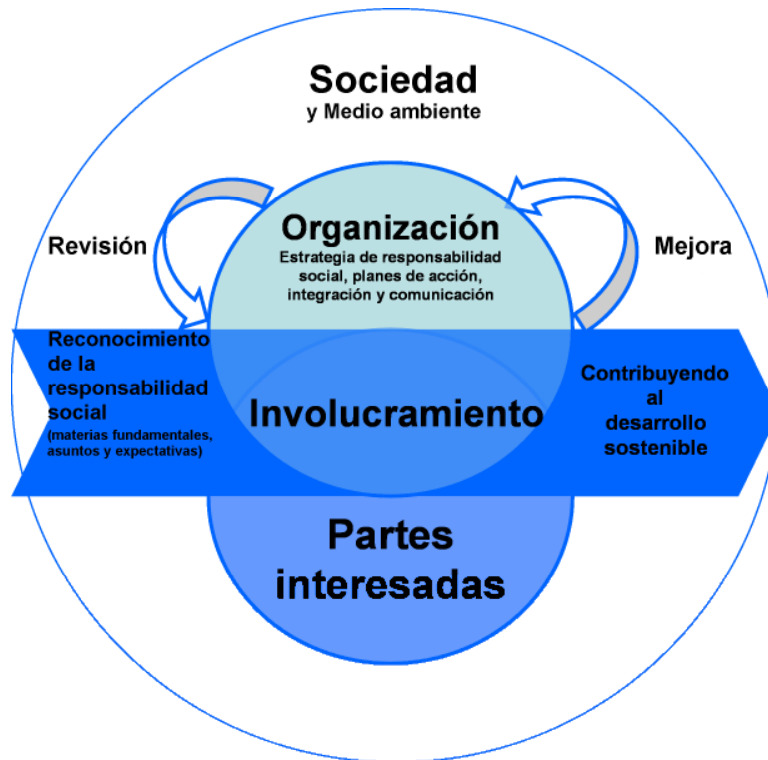 Sociedad
y Medio ambiente
Organización
Estrategia de responsabilidad
social, planes de acción,
integración y comunicación
Revisión
Mejora
Reconocimiento
de la
responsabilidad
social
(materias fundamentales,
asuntos y expectativas)
Involucramiento
Contribuyendo
al
desarrollo
sostenible
Partes
interesadas